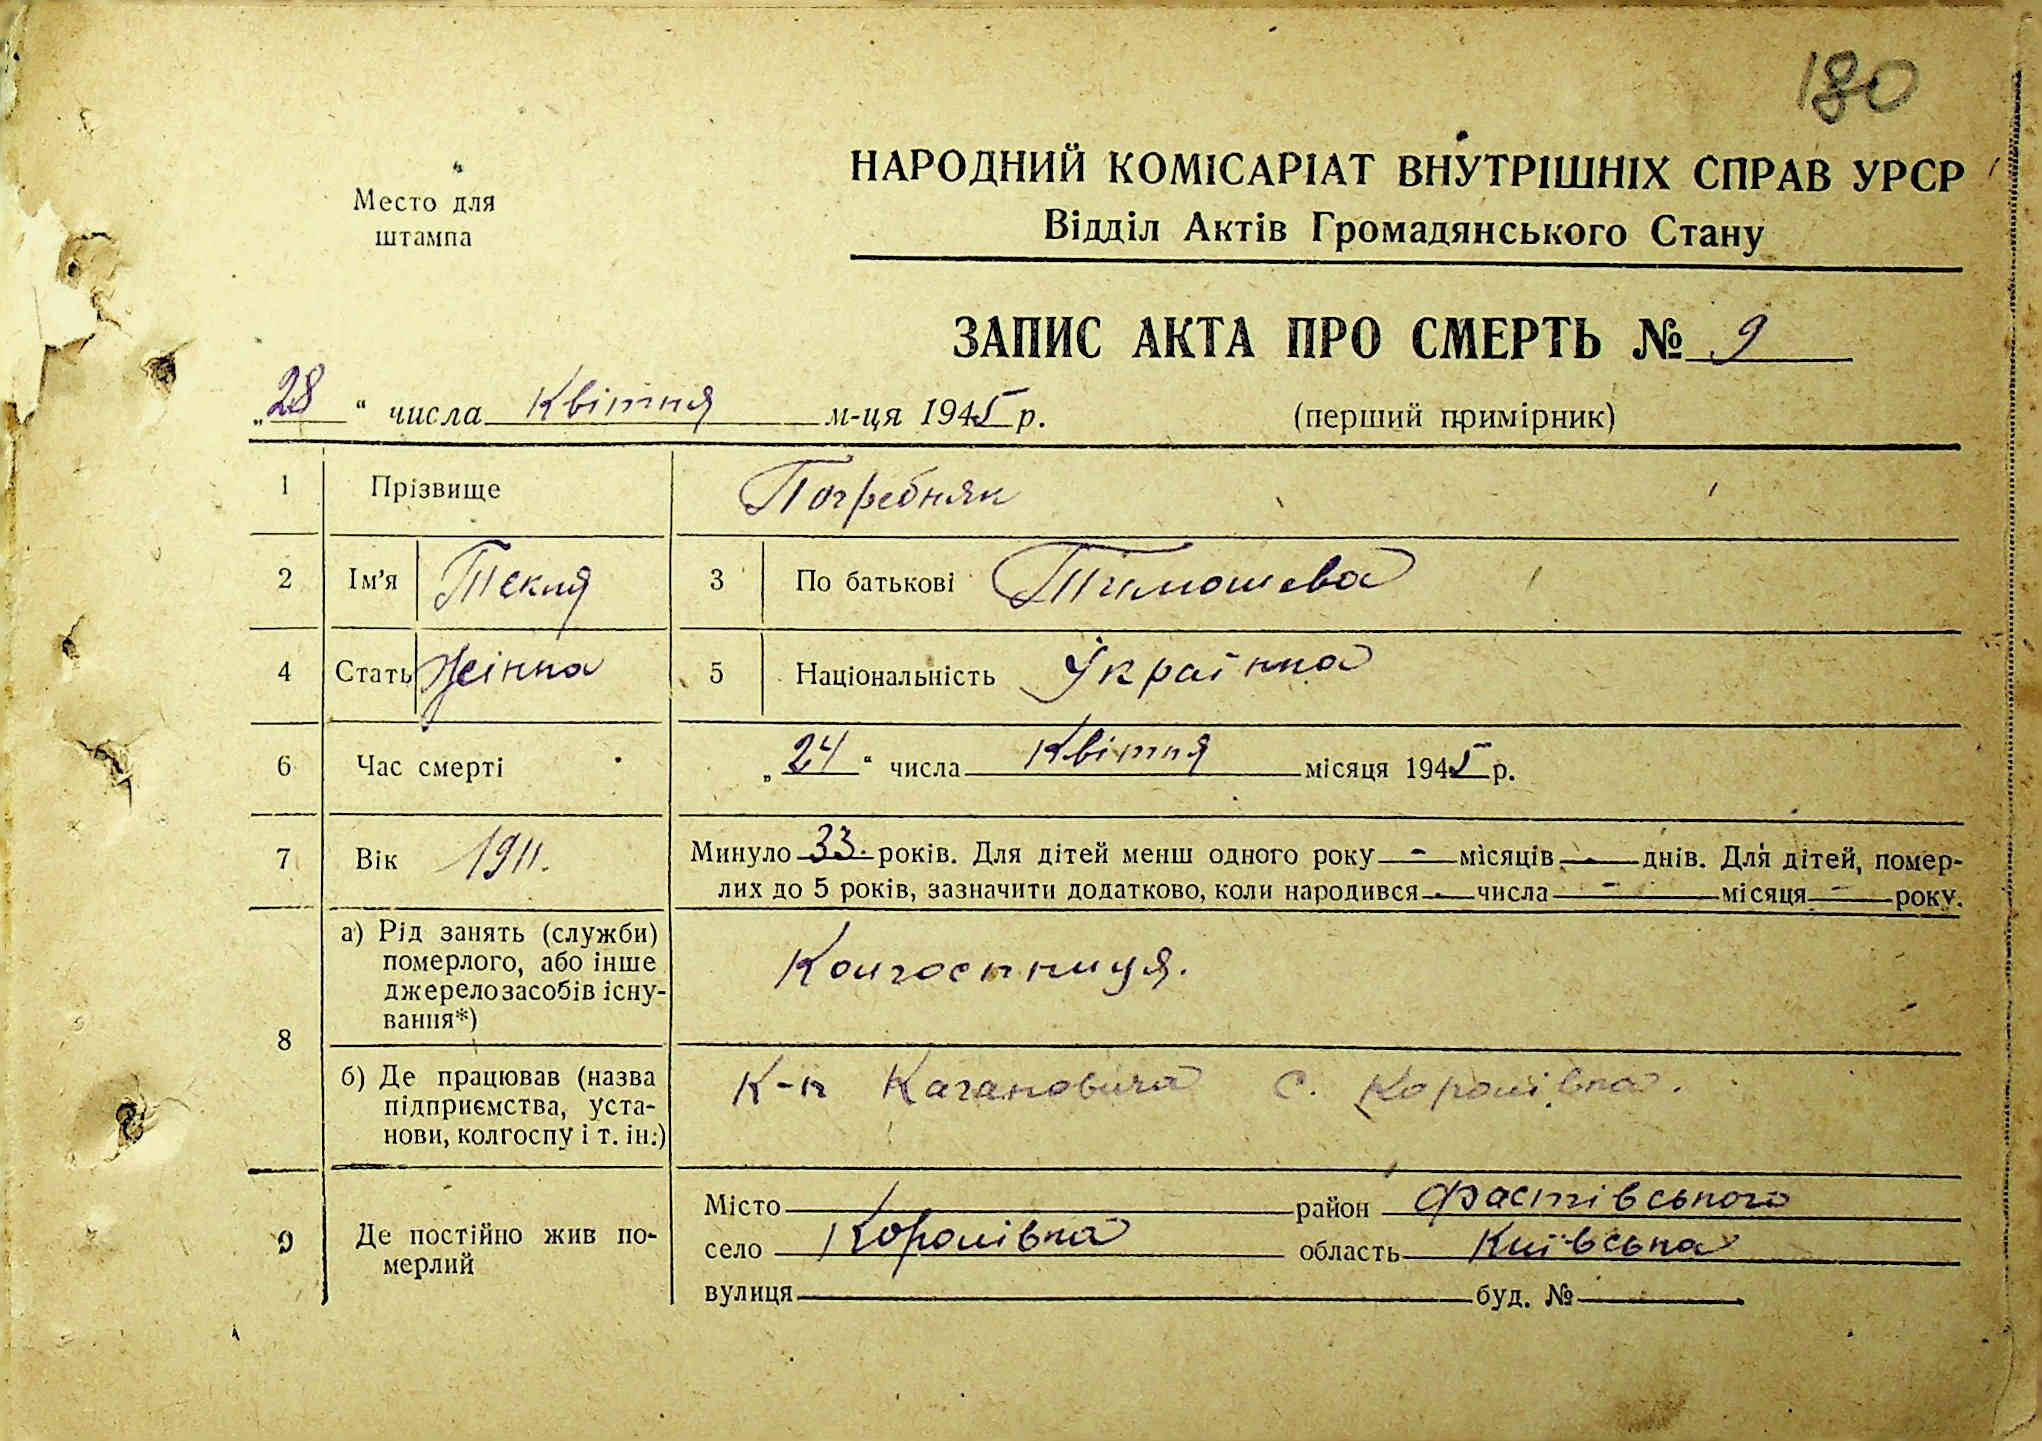 180
Место для
штампа
НАРОДНИЙ КОМІСАРІАТ ВНУТРІШНІХ СПРАВ УРСР
Відділ Актів Громадянського Стану
ЗАПИС АКТА ПРО СМЕРТЬ № 9
„28“ числа Квітня м-ця 1945 р. (перший примірник)
1 Прізвище Погребняк
2 Ім'я Текля 3 По батькові Тимошева
4 Стать Жінка 5 Національність Українка
6 Час смерті „24“ числа Квітня місяця 1945 р.
7 Вік 1911. Минуло 33 років. Для дітей менш одного року - місяців - днів. Для дітей, помер-
лих до 5 років, зазначити додатково, коли народився - числа - місяця - року.
8 а) Рід занять (служби)
померлого, або інше
джерело засобів існу-
вання*)
Колгоспниця.
б) Де працював (назва
підприємства, уста-
нови, колгоспу і т. ін.)
К-п Кагановича с. Королівка.
9 Де постійно жив по-
мерлий
Місто район Фастівського
село Королівка область Київська
вулиця буд. №